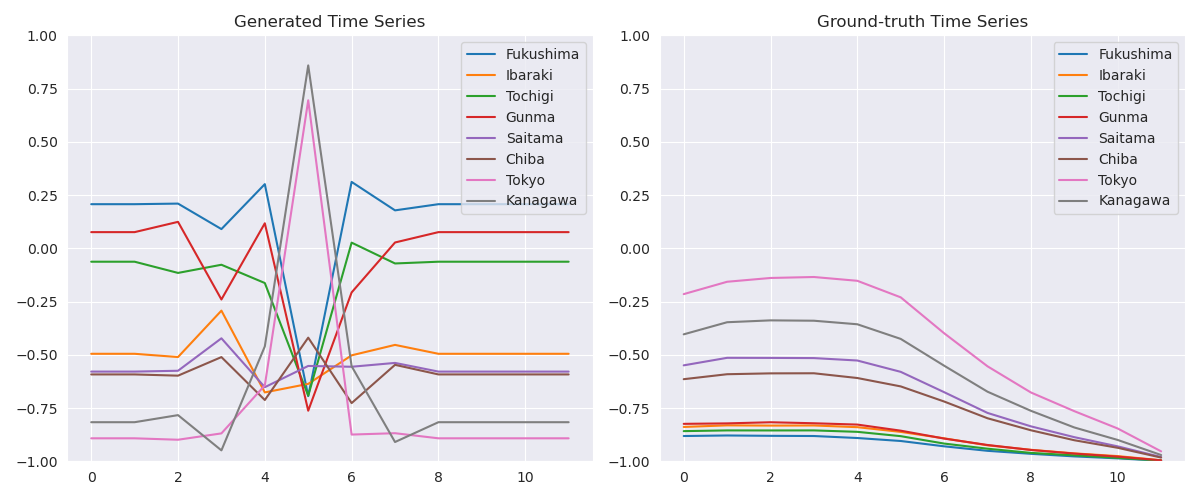 Generated Time Series
1.00
0.75
0.50
0.25
0.00
−0.25
−0.50
−0.75
−1.00
0 2 4 6 8 10
Fukushima
Ibaraki
Tochigi
Gunma
Saitama
Chiba
Tokyo
Kanagawa
Ground-truth Time Series
1.00
0.75
0.50
0.25
0.00
−0.25
−0.50
−0.75
−1.00
0 2 4 6 8 10
Fukushima
Ibaraki
Tochigi
Gunma
Saitama
Chiba
Tokyo
Kanagawa